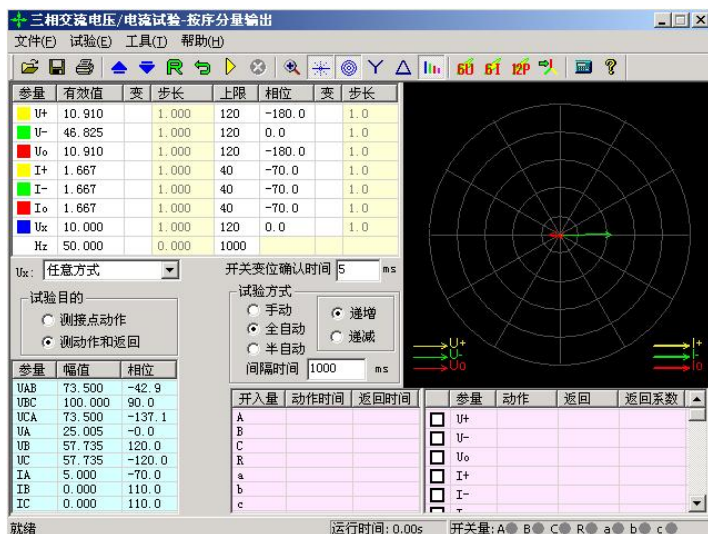 三相交流电压/电流试验-按序分量输出
文件(F) 试验(E) 工具(T) 帮助(H)
R 6U 6I 12P ?
参量 有效值 变 步长 上限 相位 变 步长
U+ 10.910 1.000 120 -180.0 1.0
U- 46.825 1.000 120 0.0 1.0
Uo 10.910 1.000 120 -180.0 1.0
I+ 1.667 1.000 40 -70.0 1.0
I- 1.667 1.000 40 -70.0 1.0
Io 1.667 1.000 40 -70.0 1.0
Ux 10.000 1.000 120 0.0 1.0
Hz 50.000 0.000 1000
Ux: 任意方式 开关变位确认时间 5 ms
试验目的
测接点动作
测动作和返回
试验方式
手动
全自动
半自动
递增
递减
间隔时间 1000 ms
U+
U-
Uo
I+
I-
Io
参量 幅值 相位
UAB 73.500 -42.9
UBC 100.000 90.0
UCA 73.500 -137.1
UA 25.005 -0.0
UB 57.735 120.0
UC 57.735 -120.0
IA 5.000 -70.0
IB 0.000 110.0
IC 0.000 110.0
开入量 动作时间 返回时间
A
B
C
R
a
b
c
参量 动作 返回 返回系数
U+
U-
Uo
I+
I-
就绪 运行时间: 0.00s 开关量: A B C R a b c